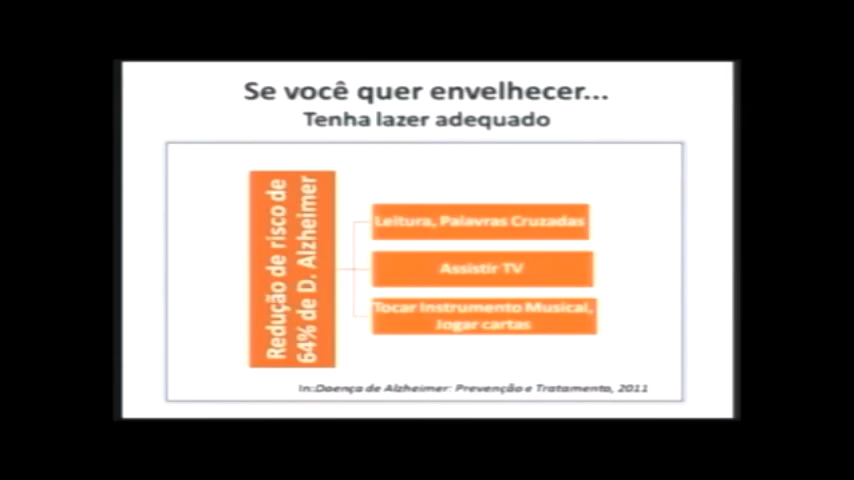 Se você quer envelhecer...
Tenha lazer adequado
Redução de risco de
64% de D. Alzheimer
Leitura, Palavras Cruzadas
Assistir TV
Tocar Instrumento Musical,
Jogar cartas
In:Doença de Alzheimer: Prevenção e Tratamento, 2011